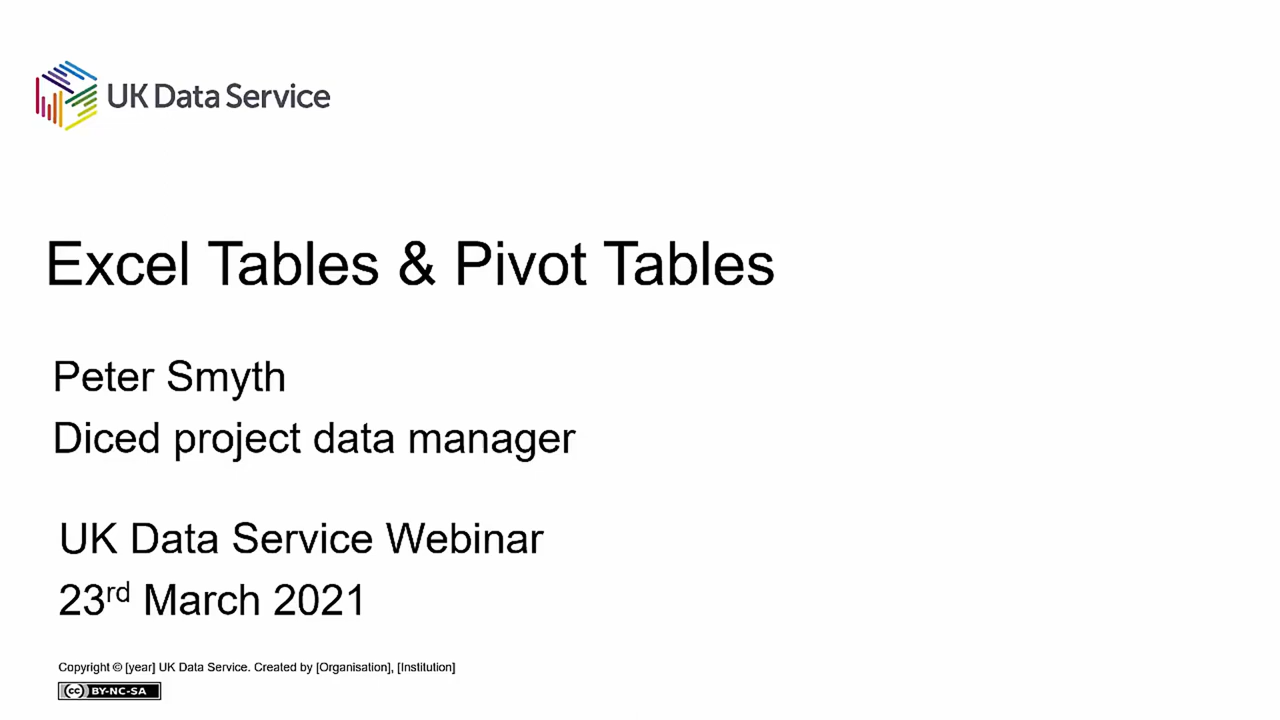 UK Data Service
Excel Tables & Pivot Tables
Peter Smyth
Diced project data manager
UK Data Service Webinar
23rd March 2021
Copyright © [year] UK Data Service. Created by [Organisation], [Institution]
cc BY-NC-SA